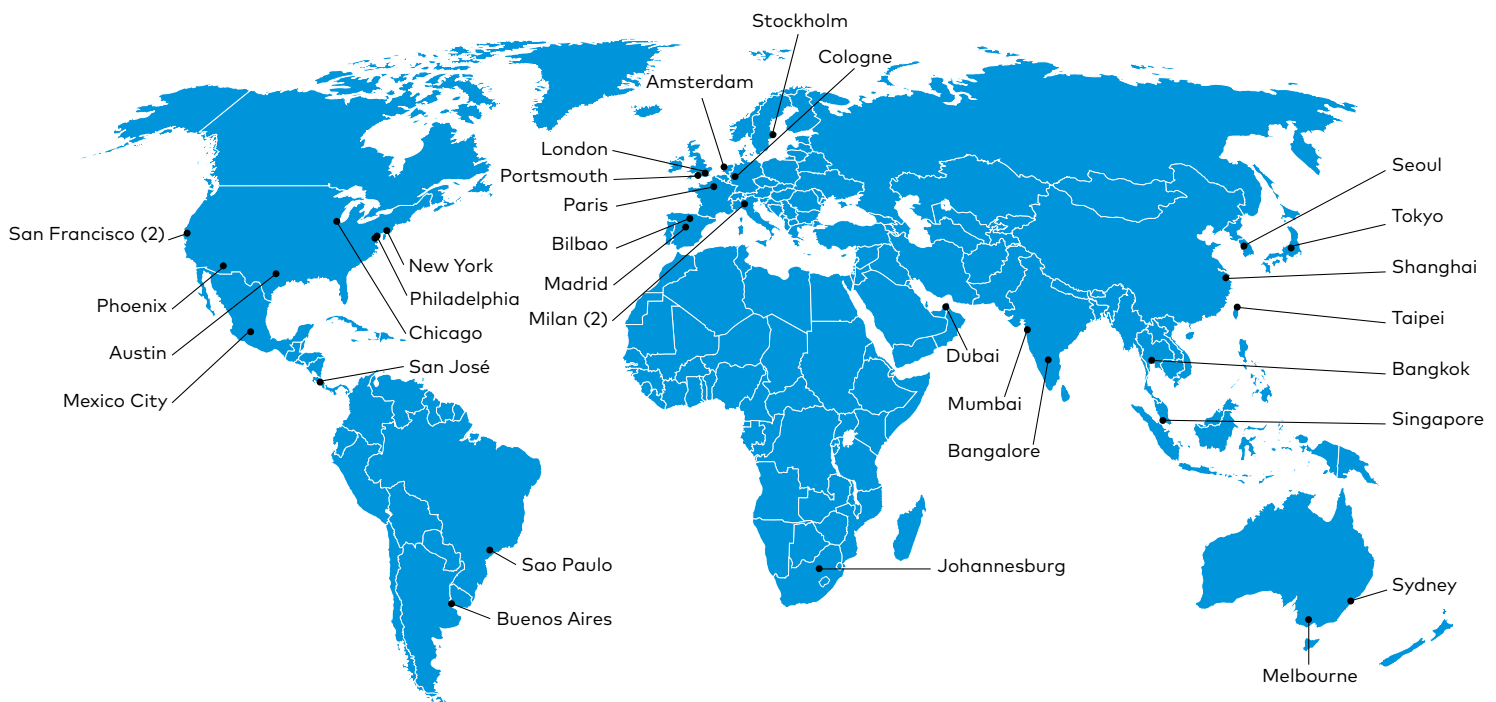 Stockholm
Cologne
Amsterdam
London
Portsmouth
Paris
Bilbao
Madrid
Milan (2)
San Francisco (2)
Phoenix
Austin
Mexico City
New York
Philadelphia
Chicago
San José
Sao Paulo
Buenos Aires
Dubai
Mumbai
Bangalore
Johannesburg
Seoul
Tokyo
Shanghai
Taipei
Bangkok
Singapore
Sydney
Melbourne